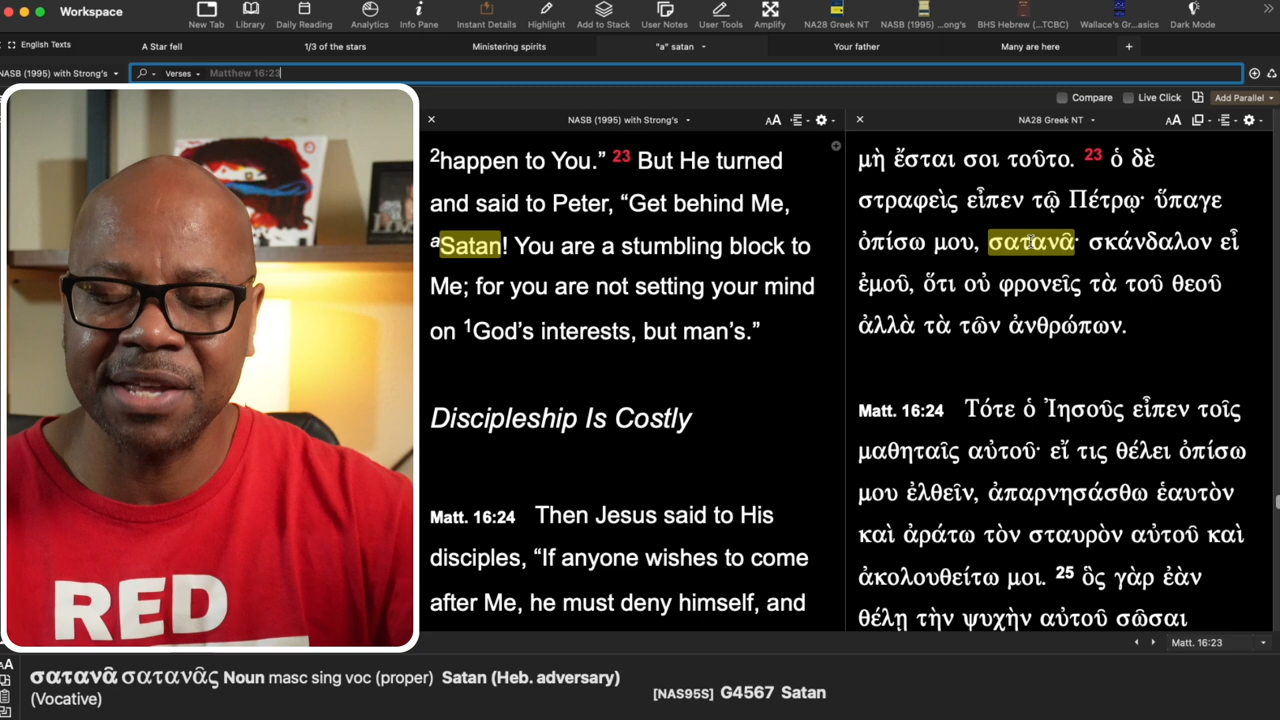 Workspace
New Tab
Library
Daily Reading
Analytics
Info Pane
Instant Details
Highlight
Add to Stack
User Notes
User Tools
Amplify
NA28 Greek NT
NASB (1995) ...ong's
BHS Hebrew (...TCBC)
Wallace's Gr...asics
Dark Mode
English Texts
A Star fell
1/3 of the stars
Ministering spirits
"a" satan
Your father
Many are here
NASB (1995) with Strong's
Verses
Matthew 16:23
Compare
Live Click
Add Parallel
NASB (1995) with Strong's
AA
2happen to You.” 23 But He turned
and said to Peter, “Get behind Me,
aSatan! You are a stumbling block to
Me; for you are not setting your mind
on 1God’s interests, but man’s.”
Discipleship Is Costly
Matt. 16:24 Then Jesus said to His
disciples, “If anyone wishes to come
after Me, he must deny himself, and
NA28 Greek NT
AA
μὴ ἔσται σοι τοῦτο. 23 ὁ δὲ
στραφεὶς εἶπεν τῷ Πέτρῳ· ὕπαγε
ὀπίσω μου, σατανᾶ· σκάνδαλον εἶ
ἐμοῦ, ὅτι οὐ φρονεῖς τὰ τοῦ θεοῦ
ἀλλὰ τὰ τῶν ἀνθρώπων.
Matt. 16:24 Τότε ὁ Ἰησοῦς εἶπεν τοῖς
μαθηταῖς αὐτοῦ· εἴ τις θέλει ὀπίσω
μου ἐλθεῖν, ἀπαρνησάσθω ἑαυτὸν
καὶ ἀράτω τὸν σταυρὸν αὐτοῦ καὶ
ἀκολουθείτω μοι. 25 ὃς γὰρ ἐὰν
θέλῃ τὴν ψυχὴν αὐτοῦ σῶσαι
Matt. 16:23
RED
AA
σατανᾶ σατανᾶς Noun masc sing voc (proper) Satan (Heb. adversary)
(Vocative)
[NAS95S] G4567 Satan